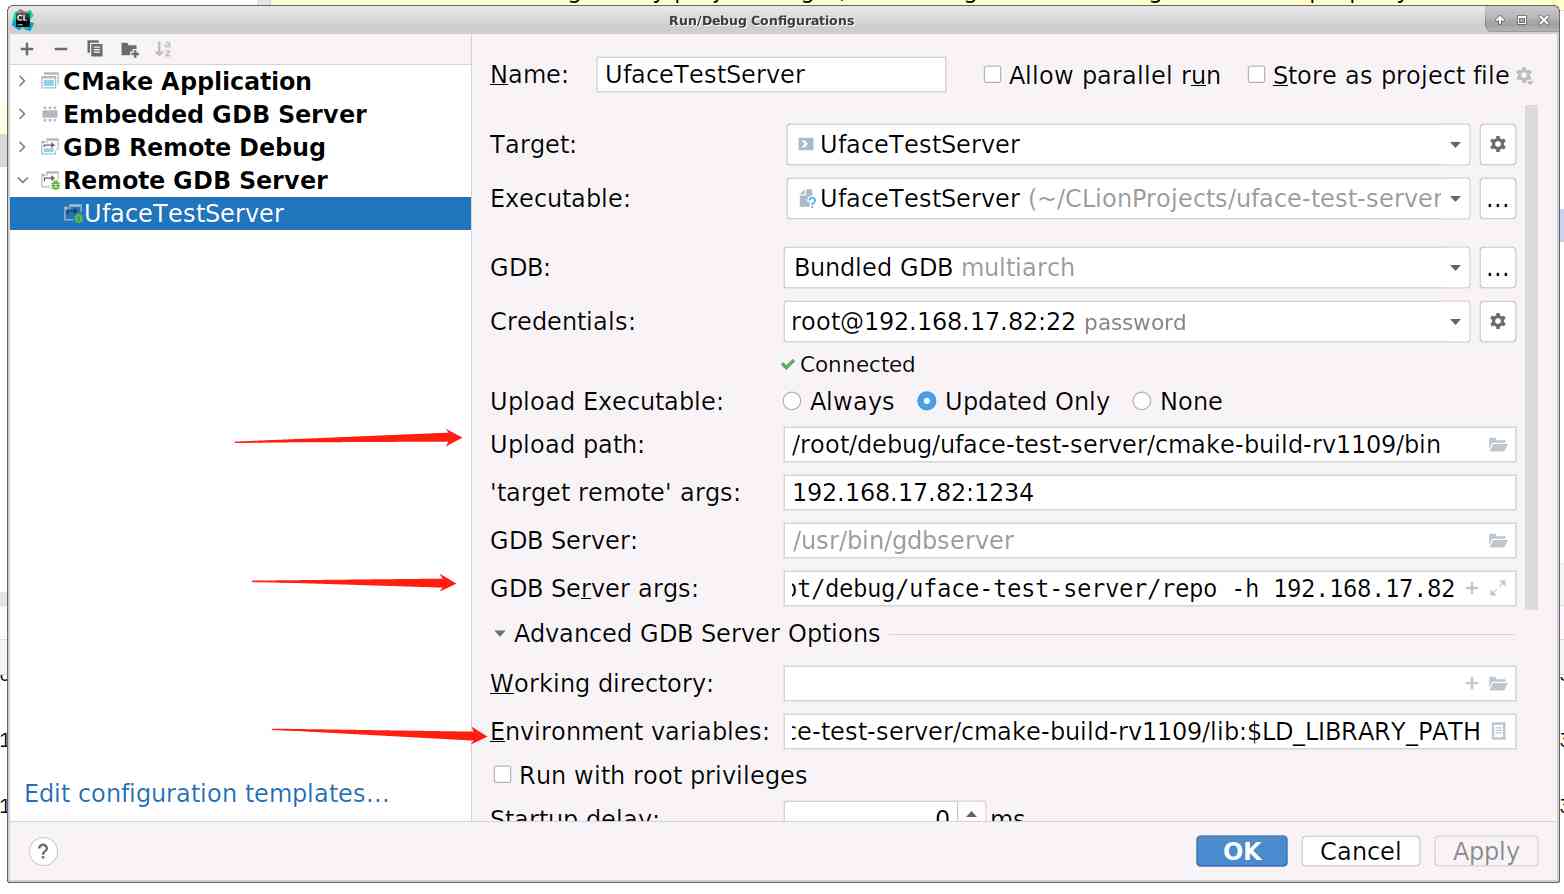 Run/Debug Configurations
CMake Application
Embedded GDB Server
GDB Remote Debug
Remote GDB Server
UfaceTestServer
Edit configuration templates...
Name: UfaceTestServer Allow parallel run Store as project file
Target: UfaceTestServer
Executable: UfaceTestServer (~/CLionProjects/uface-test-server ...
GDB: Bundled GDB multiarch ...
Credentials: root@192.168.17.82:22 password
Connected
Upload Executable: Always Updated Only None
Upload path: /root/debug/uface-test-server/cmake-build-rv1109/bin
'target remote' args: 192.168.17.82:1234
GDB Server: /usr/bin/gdbserver
GDB Server args: ot/debug/uface-test-server/repo -h 192.168.17.82
Advanced GDB Server Options
Working directory:
Environment variables: ce-test-server/cmake-build-rv1109/lib:$LD_LIBRARY_PATH
Run with root privileges
Startup delay: 0 ms
? OK Cancel Apply